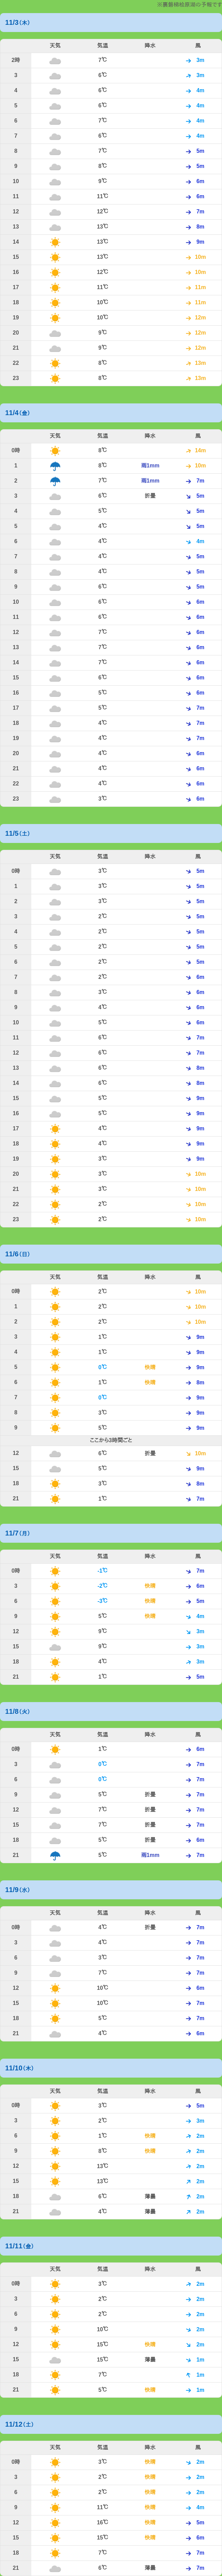 11/3(木)
天気 気温 降水 風
2時 7℃ 3m
3 6℃ 3m
4 6℃ 4m
5 6℃ 4m
6 7℃ 4m
7 6℃ 4m
8 7℃ 5m
9 8℃ 5m
10 9℃ 6m
11 11℃ 6m
12 12℃ 7m
13 13℃ 8m
14 13℃ 9m
15 13℃ 10m
16 12℃ 10m
17 11℃ 11m
18 10℃ 11m
19 10℃ 12m
20 9℃ 12m
21 9℃ 12m
22 8℃ 13m
23 8℃ 13m
11/4(金)
天気 気温 降水 風
0時 8℃ 14m
1 8℃ 雨1mm 10m
2 7℃ 雨1mm 7m
3 6℃ 折曇 5m
4 5℃ 5m
5 4℃ 5m
6 4℃ 4m
7 4℃ 5m
8 4℃ 5m
9 5℃ 5m
10 6℃ 6m
11 6℃ 6m
12 7℃ 6m
13 7℃ 6m
14 7℃ 6m
15 6℃ 6m
16 5℃ 6m
17 5℃ 7m
18 4℃ 7m
19 4℃ 7m
20 4℃ 6m
21 4℃ 6m
22 4℃ 6m
23 3℃ 6m
11/5(土)
天気 気温 降水 風
0時 3℃ 5m
1 3℃ 5m
2 3℃ 5m
3 2℃ 5m
4 2℃ 5m
5 2℃ 5m
6 2℃ 5m
7 2℃ 6m
8 3℃ 6m
9 4℃ 6m
10 5℃ 6m
11 6℃ 7m
12 6℃ 7m
13 6℃ 8m
14 6℃ 8m
15 5℃ 9m
16 5℃ 9m
17 4℃ 9m
18 4℃ 9m
19 3℃ 9m
20 3℃ 10m
21 3℃ 10m
22 2℃ 10m
23 2℃ 10m
11/6(日)
天気 気温 降水 風
0時 2℃ 10m
1 2℃ 10m
2 2℃ 10m
3 1℃ 9m
4 1℃ 9m
5 0℃ 快晴 9m
6 1℃ 快晴 8m
7 0℃ 9m
8 3℃ 9m
9 5℃ 9m
ここから3時間ごと
12 6℃ 折曇 10m
15 5℃ 9m
18 3℃ 8m
21 1℃ 7m
11/7(月)
天気 気温 降水 風
0時 -1℃ 7m
3 -2℃ 快晴 6m
6 -3℃ 快晴 5m
9 5℃ 快晴 4m
12 9℃ 3m
15 9℃ 3m
18 4℃ 3m
21 1℃ 5m
11/8(火)
天気 気温 降水 風
0時 1℃ 6m
3 0℃ 7m
6 0℃ 7m
9 5℃ 折曇 7m
12 7℃ 折曇 7m
15 7℃ 折曇 7m
18 5℃ 折曇 6m
21 5℃ 雨1mm 7m
11/9(水)
天気 気温 降水 風
0時 4℃ 折曇 7m
3 4℃ 7m
6 3℃ 7m
9 7℃ 7m
12 10℃ 6m
15 10℃ 7m
18 5℃ 7m
21 4℃ 6m
11/10(木)
天気 気温 降水 風
0時 3℃ 5m
3 2℃ 3m
6 1℃ 快晴 2m
9 8℃ 快晴 2m
12 13℃ 2m
15 13℃ 2m
18 6℃ 薄曇 2m
21 4℃ 薄曇 2m
11/11(金)
天気 気温 降水 風
0時 3℃ 2m
3 2℃ 2m
6 2℃ 2m
9 10℃ 2m
12 15℃ 快晴 2m
15 15℃ 薄曇 1m
18 7℃ 1m
21 5℃ 快晴 1m
11/12(土)
天気 気温 降水 風
0時 3℃ 快晴 2m
3 2℃ 快晴 2m
6 2℃ 快晴 2m
9 11℃ 快晴 4m
12 16℃ 快晴 5m
15 15℃ 快晴 6m
18 7℃ 7m
21 6℃ 薄曇 7m